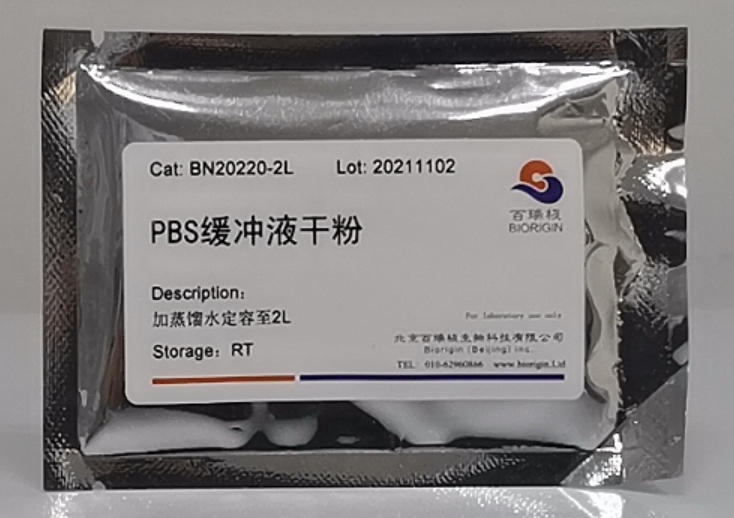 Cat: BN20220-2L Lot: 20211102
百瑞核
BIORIGIN
PBS缓冲液干粉
Description:
加蒸馏水定容至2L
For laboratory use only
Storage: RT
北京百瑞核生物科技有限公司
Biorigin (Beijing) inc.
TEL: 010-62960866 www.biorigin.Ltd